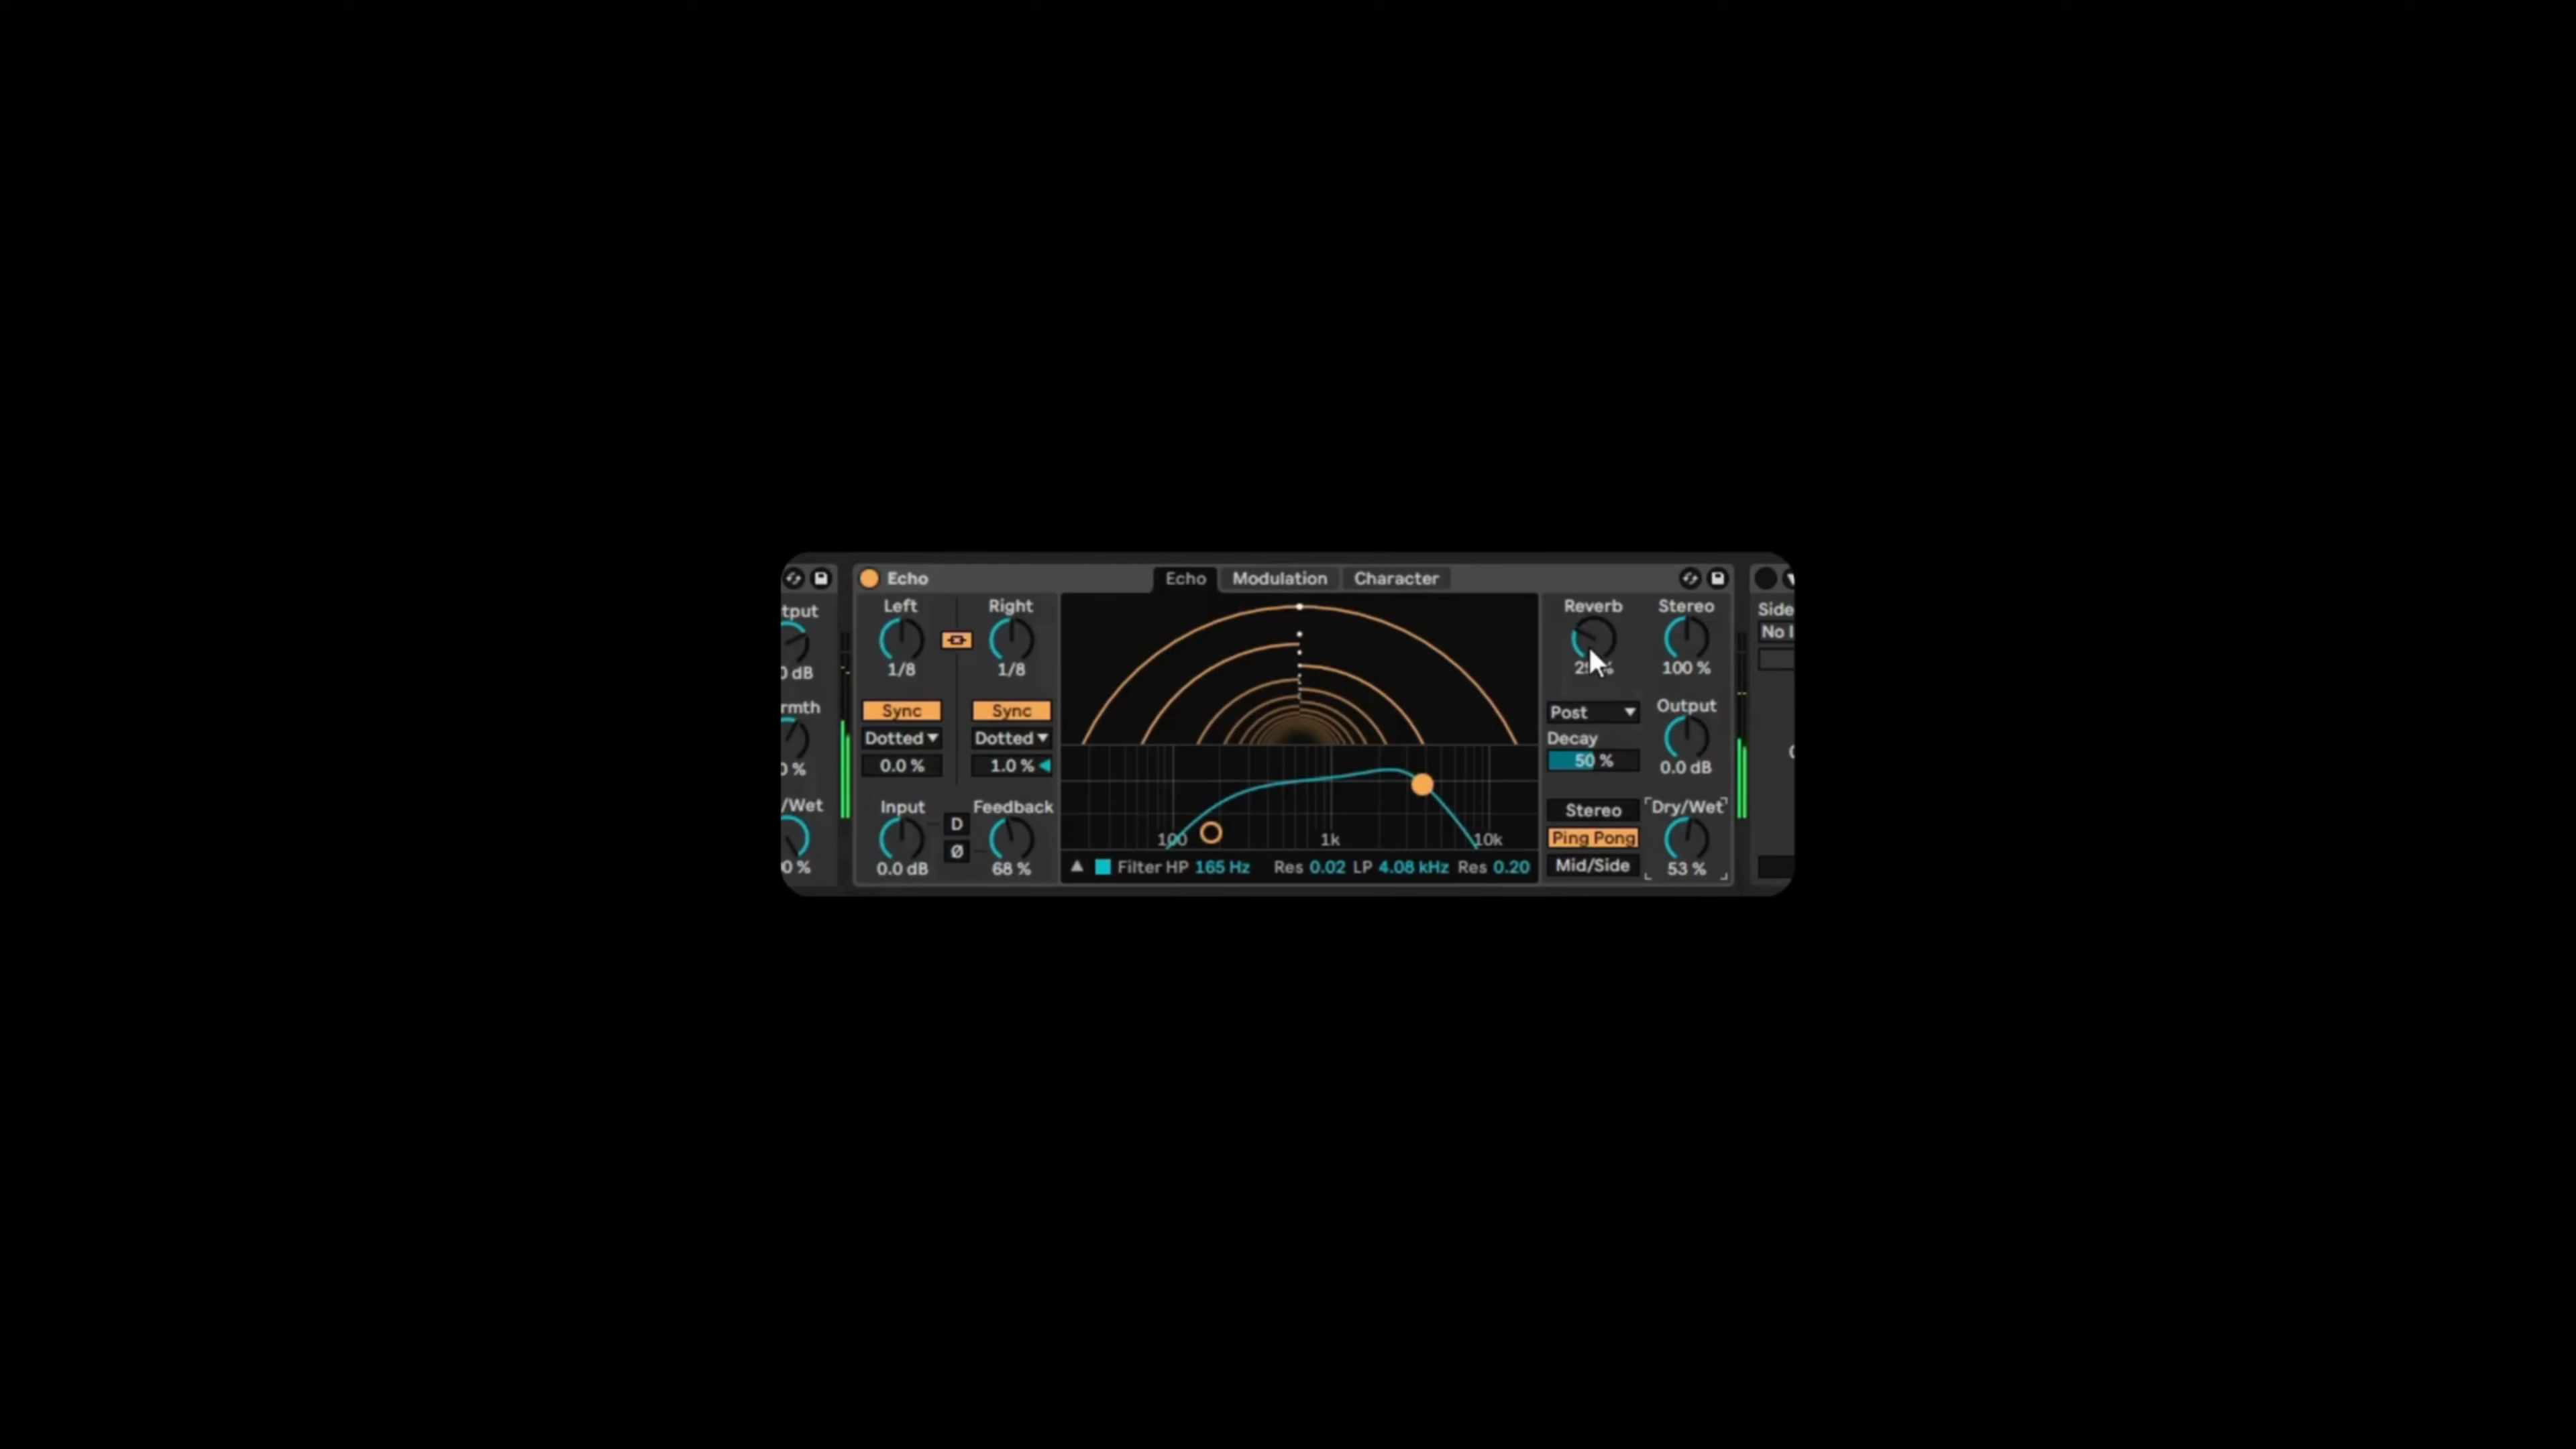 Echo Echo Modulation Character
tput Left Right Reverb Stereo Side
1/8 1/8 100 % No I
dB
rmth Sync Sync Post Output
Dotted Dotted Decay
0.0 % 1.0 % 50 % 0.0 dB
%
/Wet Input D Feedback Stereo Dry/Wet
100 1k 10k Ping Pong
0 % 0.0 dB Ø 68 % Filter HP 165 Hz Res 0.02 LP 4.08 kHz Res 0.20 Mid/Side 53 %